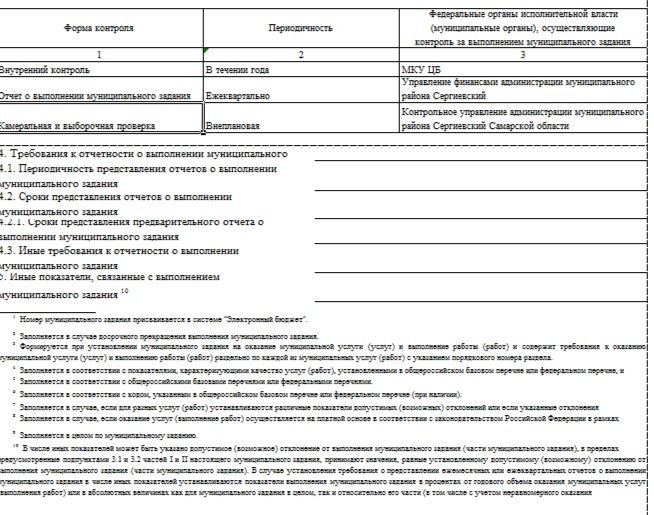 Форма контроля
Периодичность
Федеральные органы исполнительной власти
(муниципальные органы), осуществляющие
контроль за выполнением муниципального задания
1
2
3
Внутренний контроль
В течении года
МКУ ЦБ
Отчет о выполнении муниципального задания
Ежеквартально
Управление финансами администрации муниципального
района Сергиевский
Камеральная и выборочная проверка
Внеплановая
Контрольное управление администрации муниципального
района Сергиевский Самарской области
4. Требования к отчетности о выполнении муниципального
4.1. Периодичность представления отчетов о выполнении
муниципального задания
4.2. Сроки представления отчетов о выполнении
муниципального задания
4.2.1. Сроки представления предварительного отчета о
выполнении муниципального задания
4.3. Иные требования к отчетности о выполнении
муниципального задания
5. Иные показатели, связанные с выполнением
муниципального задания 10
1 Номер муниципального задания присваивается в системе "Электронный бюджет".
2 Заполняется в случае досрочного прекращения выполнения муниципального задания.
3 Формируется при установлении муниципального задания на оказание муниципальной услуги (услуг) и выполнение работы (работ) и содержит требования к оказанию
муниципальной услуги (услуг) и выполнению работы (работ) раздельно по каждой из муниципальных услуг (работ) с указанием порядкового номера раздела.
4 Заполняется в соответствии с показателями, характеризующими качество услуг (работ), установленными в общероссийском базовом перечне или федеральном перечне, и
5 Заполняется в соответствии с общероссийскими базовыми перечнями или федеральными перечнями.
6 Заполняется в соответствии с кодом, указанным в общероссийском базовом перечне или федеральном перечне (при наличии).
7 Заполняется в случае, если для разных услуг (работ) устанавливаются различные показатели допустимых (возможных) отклонений или если указанные отклонения
8 Заполняется в случае, если оказание услуг (выполнение работ) осуществляется на платной основе в соответствии с законодательством Российской Федерации в рамках
9 Заполняется в целом по муниципальному заданию.
10 В числе иных показателей может быть указано допустимое (возможное) отклонение от выполнения муниципального задания (части муниципального задания), в пределах
предусмотренные подпунктами 3.1 и 3.2 частей I и II настоящего муниципального задания, принимают значения, равные установленному допустимому (возможному) отклонению от
выполнения муниципального задания (части муниципального задания). В случае установления требования о представлении ежемесячных или ежеквартальных отчетов о выполнении
муниципального задания в числе иных показателей устанавливаются показатели выполнения муниципального задания в процентах от годового объема оказания муниципальных услуг
(выполнения работ) или в абсолютных величинах как для муниципального задания в целом, так и относительно его части (в том числе с учетом неравномерного оказания